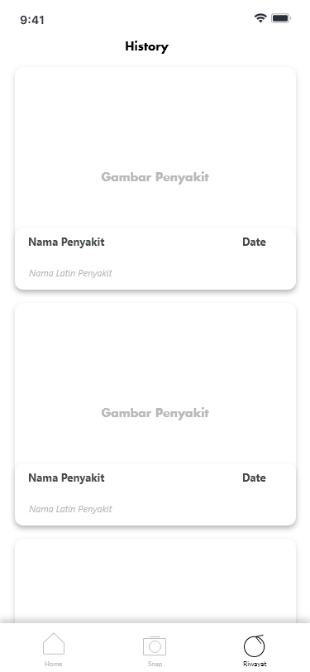 9:41
History
Gambar Penyakit
Nama Penyakit Date
Nama Latin Penyakit
Gambar Penyakit
Nama Penyakit Date
Nama Latin Penyakit
Home Snap Riwayat